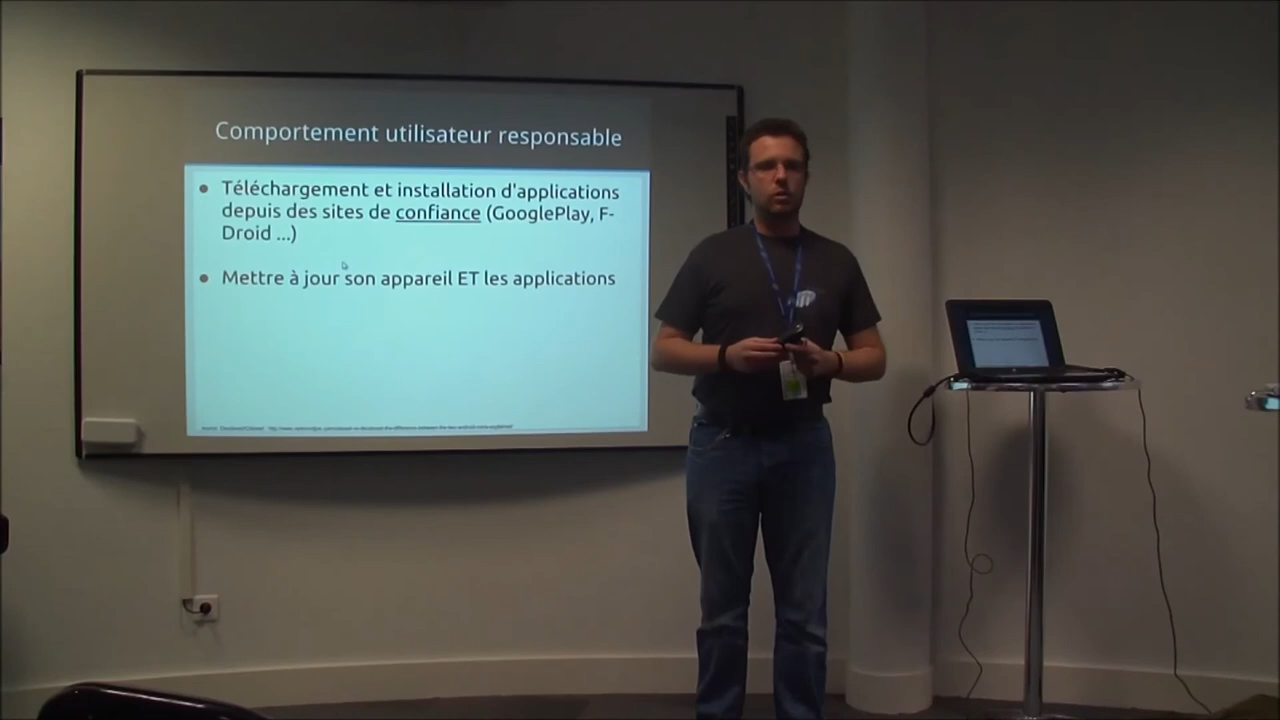 Comportement utilisateur responsable
Téléchargement et installation d'applications
depuis des sites de confiance (GooglePlay, F-
Droid ...)
Mettre à jour son appareil ET les applications